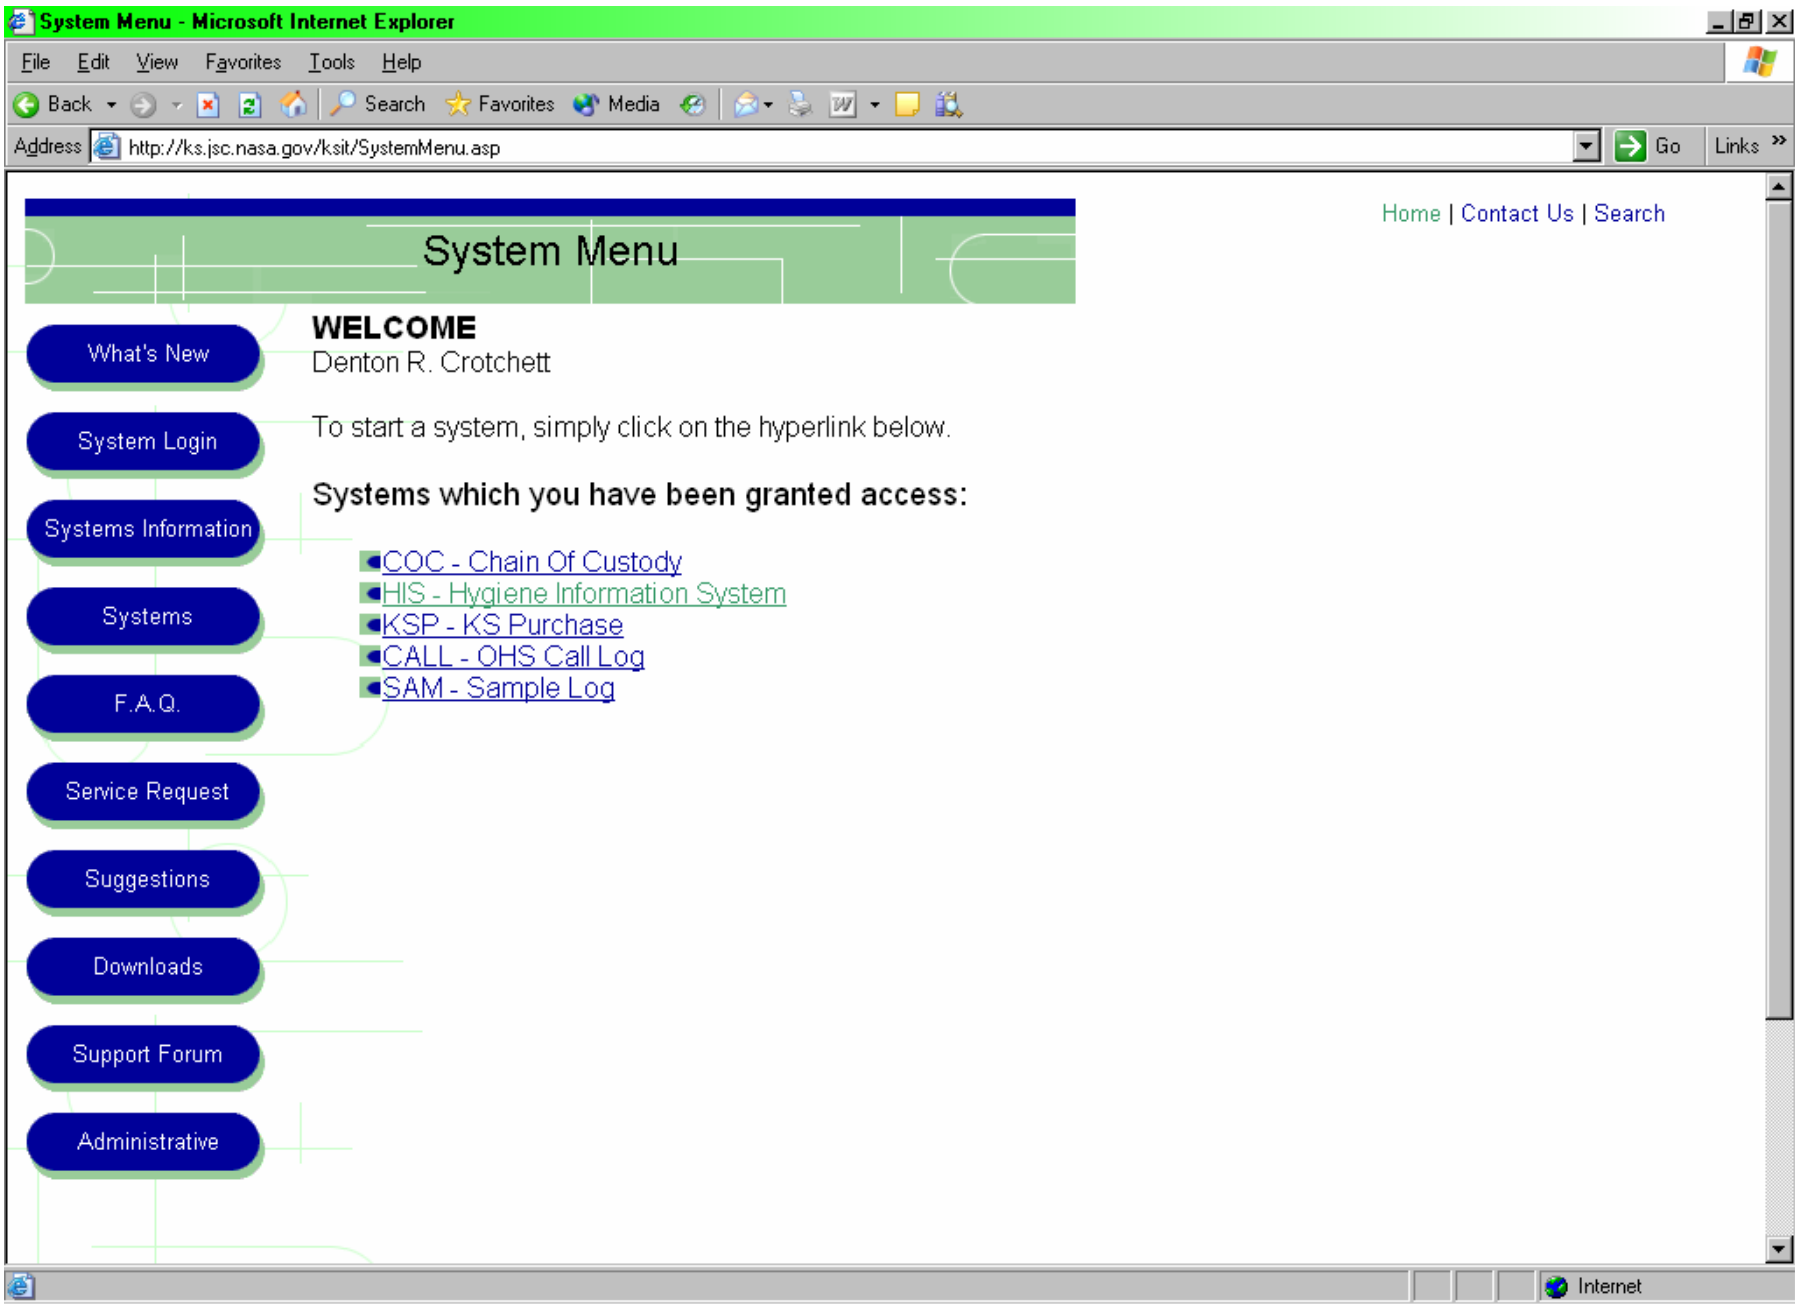 System Menu - Microsoft Internet Explorer
File Edit View Favorites Tools Help
Back Search Favorites Media
Address http://ks.jsc.nasa.gov/ksit/SystemMenu.asp Go Links »
Home | Contact Us | Search
System Menu
WELCOME
Denton R. Crotchett
To start a system, simply click on the hyperlink below.
Systems which you have been granted access:
COC - Chain Of Custody
HIS - Hygiene Information System
KSP - KS Purchase
CALL - OHS Call Log
SAM - Sample Log
What's New
System Login
Systems Information
Systems
F.A.Q.
Service Request
Suggestions
Downloads
Support Forum
Administrative
Internet